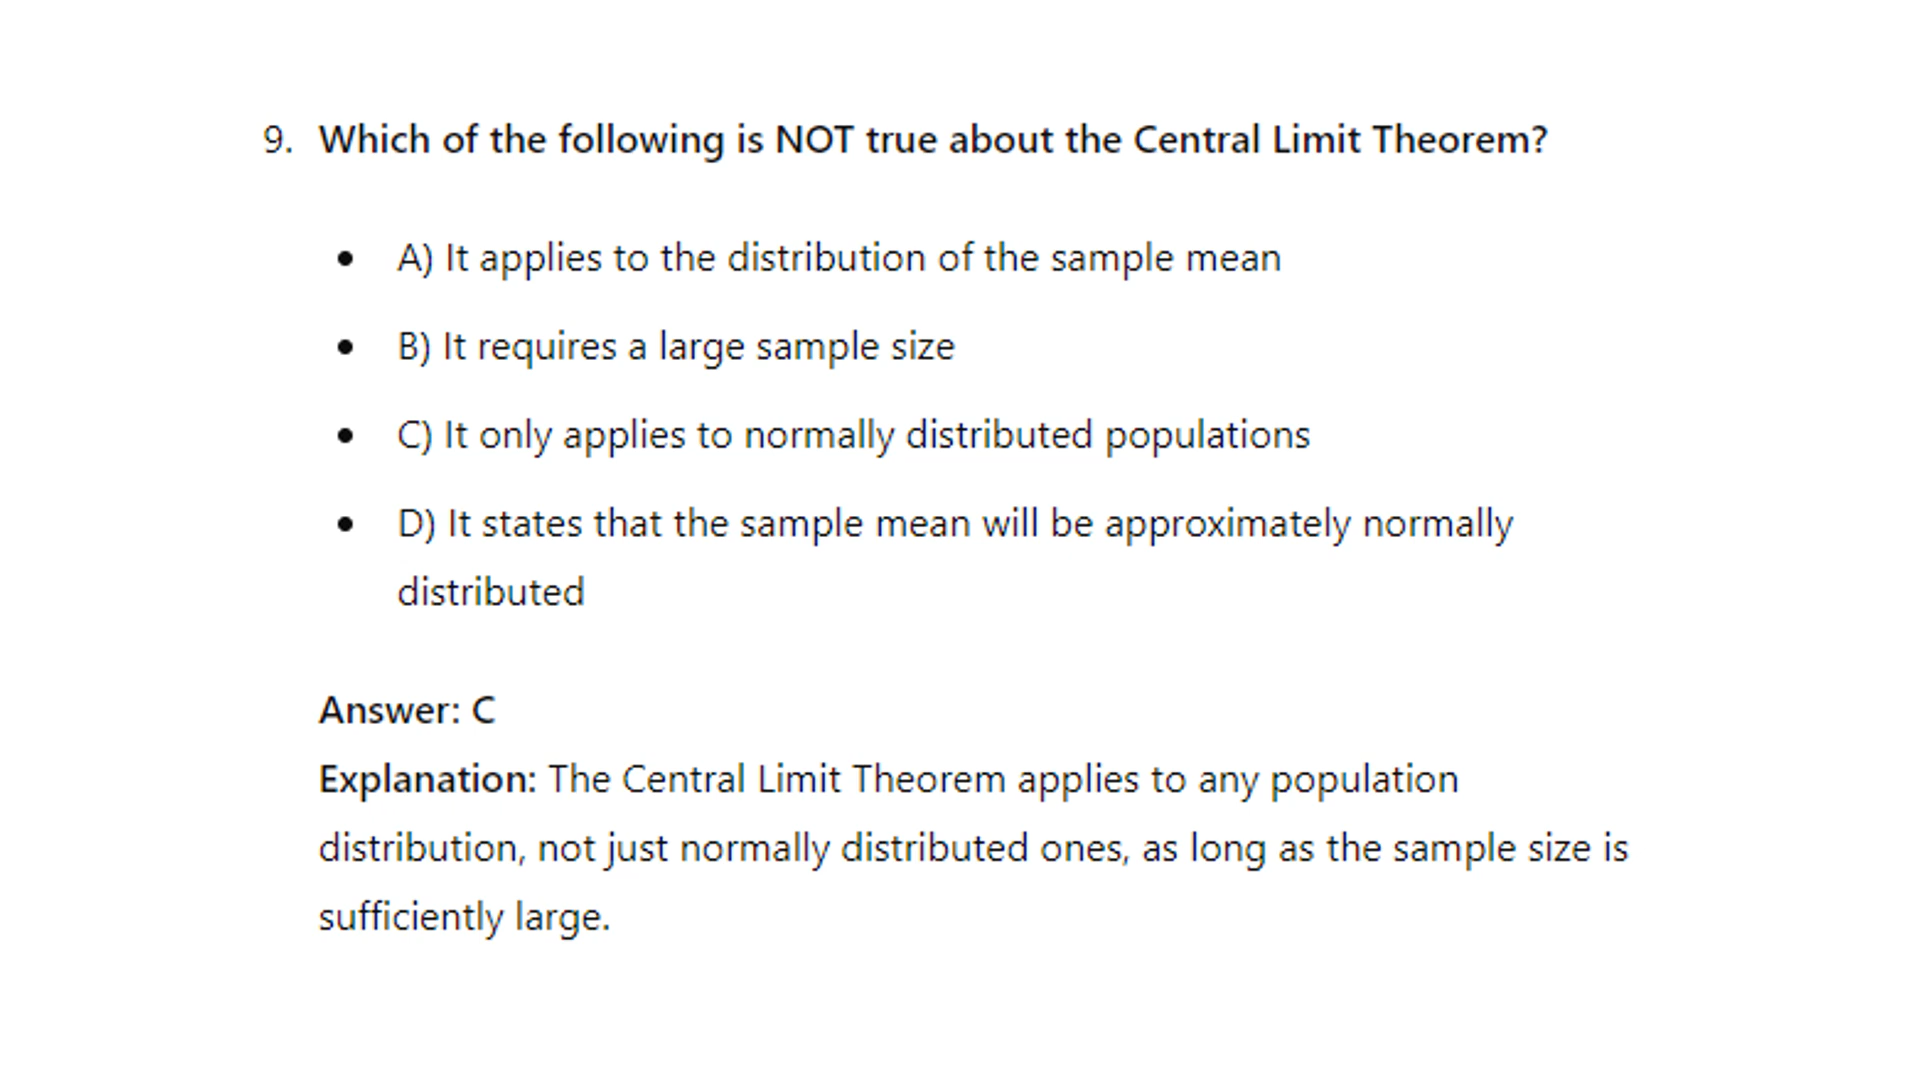 9. Which of the following is NOT true about the Central Limit Theorem?
• A) It applies to the distribution of the sample mean
• B) It requires a large sample size
• C) It only applies to normally distributed populations
• D) It states that the sample mean will be approximately normally
distributed
Answer: C
Explanation: The Central Limit Theorem applies to any population
distribution, not just normally distributed ones, as long as the sample size is
sufficiently large.